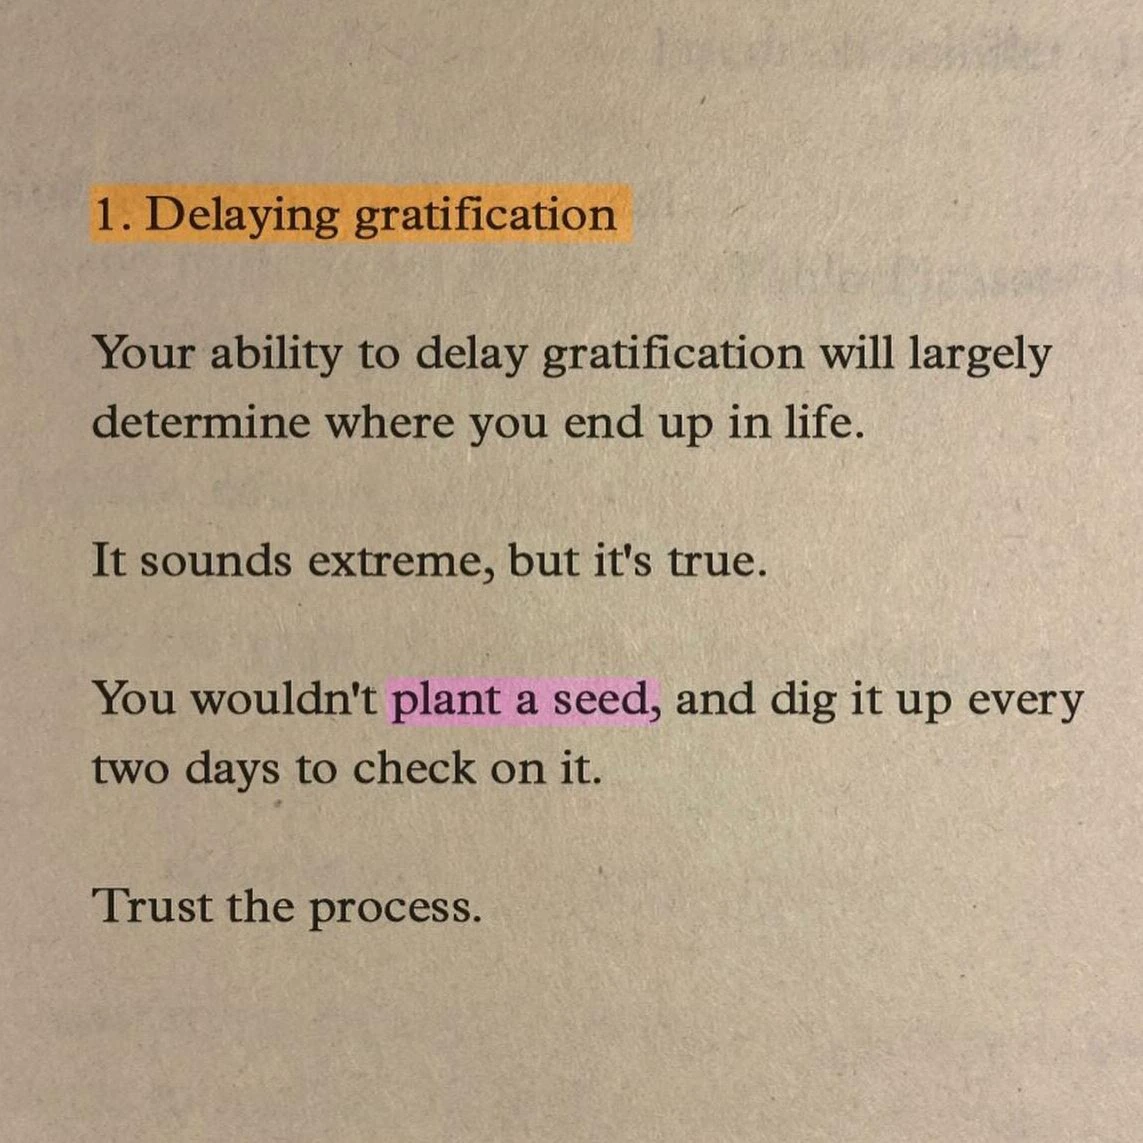 1. Delaying gratification
Your ability to delay gratification will largely
determine where you end up in life.
It sounds extreme, but it's true.
You wouldn't plant a seed, and dig it up every
two days to check on it.
Trust the process.